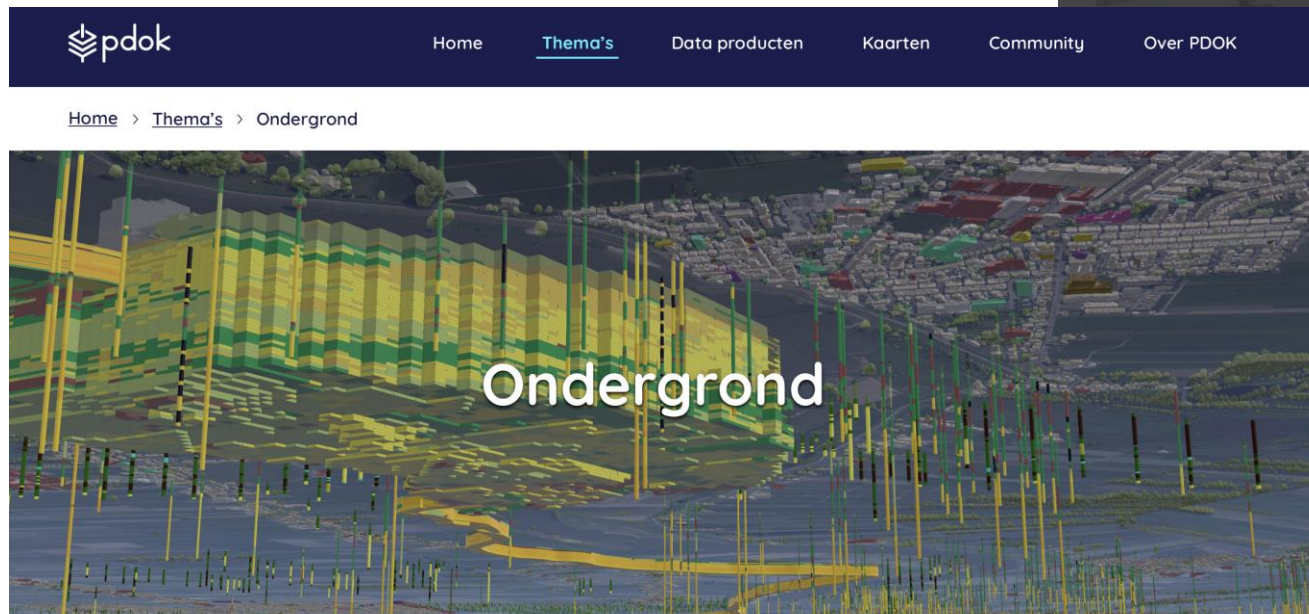 pdok
Home Thema's Data producten Kaarten Community Over PDOK
Home > Thema's > Ondergrond
Ondergrond